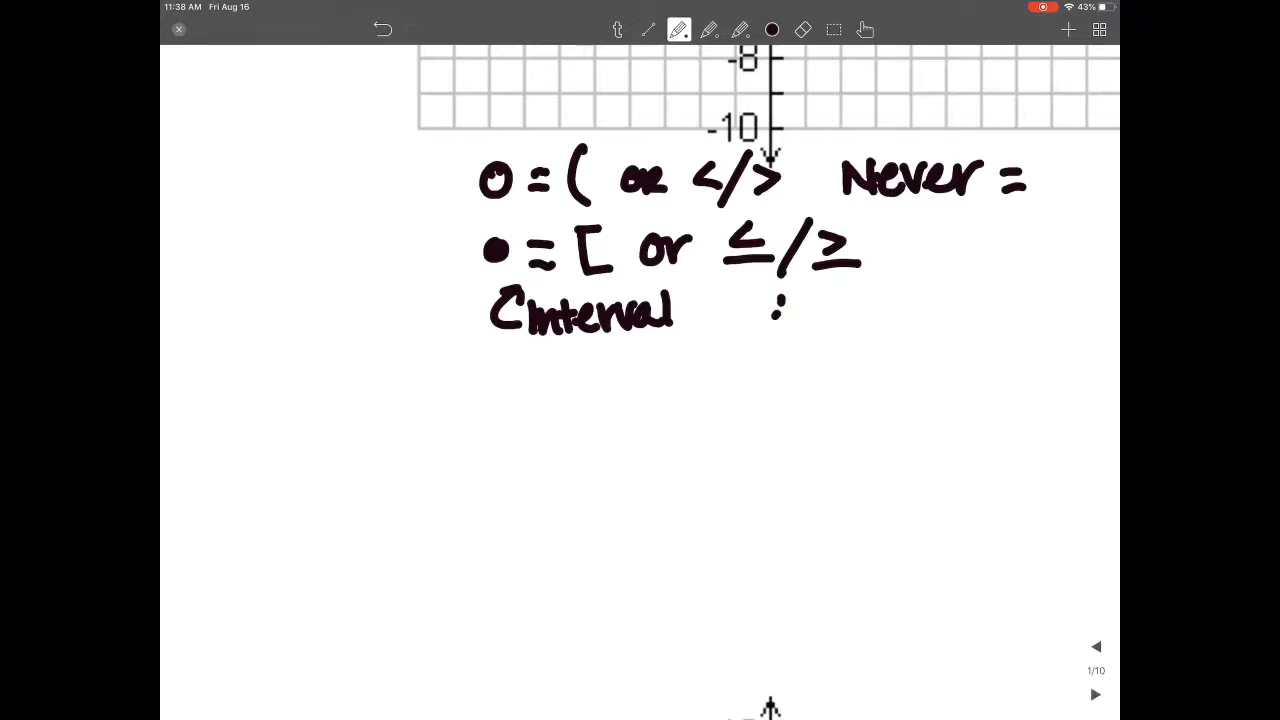 11:38 AM Fri Aug 16
43%
t
-8
-10
o = ( or </> Never =
• = [ or ≤/≥
Interval
1/10